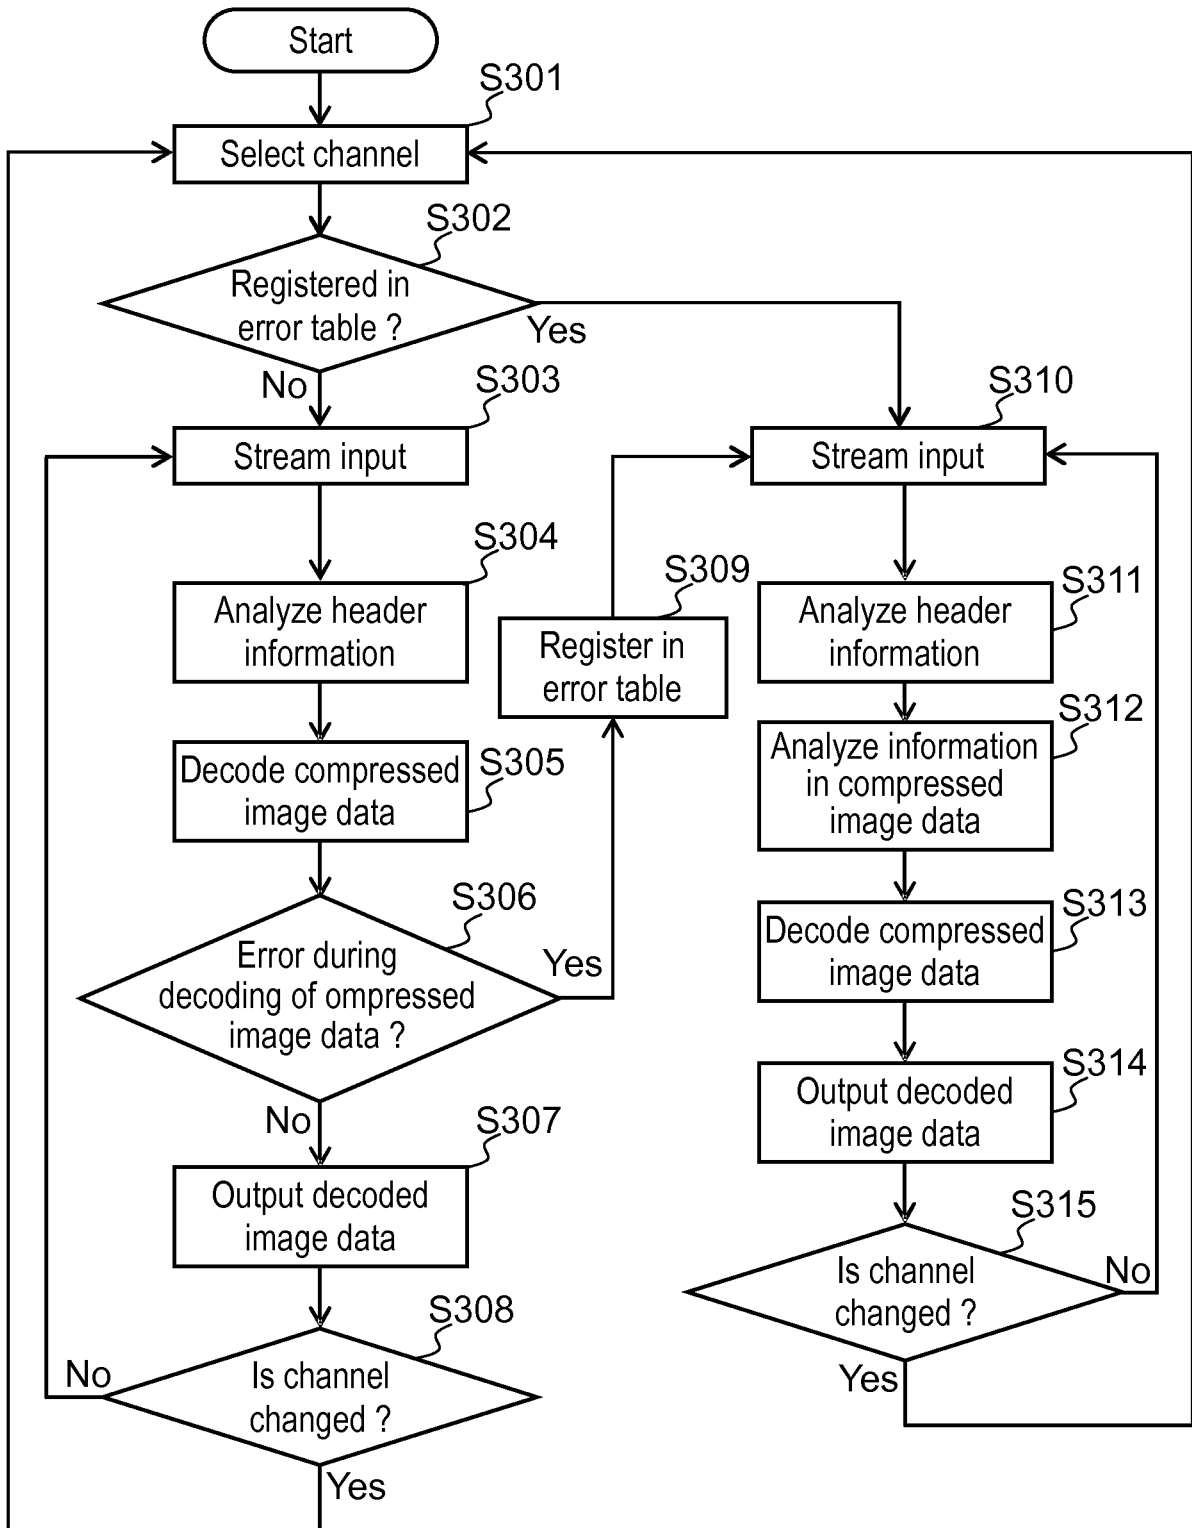 Start
S301
Select channel
S302
Registered in
error table ?
Yes
No
S303
Stream input
S304
Analyze header
information
S305
Decode compressed
image data
S306
Error during
decoding of ompressed
image data ?
Yes
No
S307
Output decoded
image data
S308
Is channel
changed ?
No
Yes
S309
Register in
error table
S310
Stream input
S311
Analyze header
information
S312
Analyze information
in compressed
image data
S313
Decode compressed
image data
S314
Output decoded
image data
S315
Is channel
changed ?
No
Yes